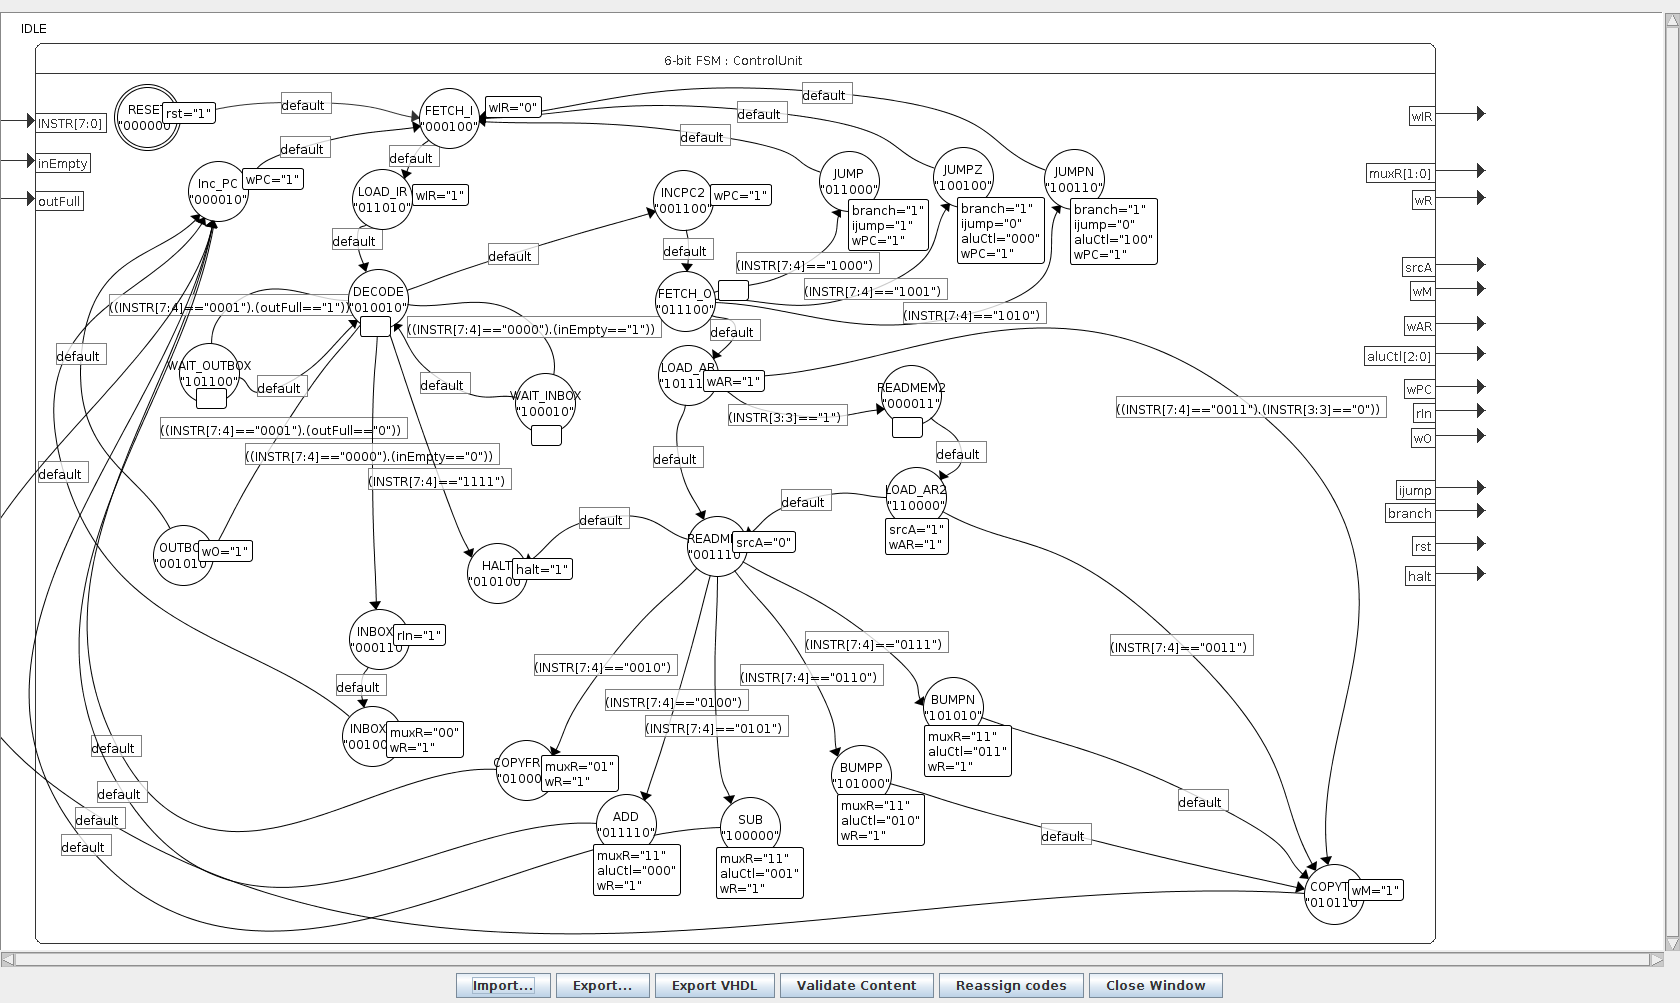 IDLE
6-bit FSM : ControlUnit
INSTR[7:0]
inEmpty
outFull
RESET
"000000"
rst="1"
default
FETCH_I
"000100"
wIR="0"
default
default
default
default
default
Inc_PC
"000010"
wPC="1"
LOAD_IR
"011010"
wIR="1"
INCPC2
"001100"
wPC="1"
JUMP
"011000"
branch="1"
ijump="1"
wPC="1"
JUMPZ
"100100"
branch="1"
ijump="0"
aluCtl="000"
wPC="1"
JUMPN
"100110"
branch="1"
ijump="0"
aluCtl="100"
wPC="1"
default
default
default
(INSTR[7:4]=="1000")
(INSTR[7:4]=="1001")
(INSTR[7:4]=="1010")
DECODE
"010010"
FETCH_O
"011100"
((INSTR[7:4]=="0001").(outFull="1"))
((INSTR[7:4]=="0000").(inEmpty="1"))
default
default
WAIT_OUTBOX
"101100"
default
default
WAIT_INBOX
"100010"
LOAD_AR
wAR="1"
READMEM2
"000011"
(INSTR[3:3]=="1")
((INSTR[7:4]=="0011").(INSTR[3:3]=="0"))
((INSTR[7:4]=="0001").(outFull="0"))
((INSTR[7:4]=="0000").(inEmpty="0"))
(INSTR[7:4]=="1111")
default
default
default
LOAD_AR2
"110000"
srcA="1"
wAR="1"
default
default
"001110"
srcA="0"
"001010"
wO="1"
HALT
"010100"
halt="1"
INBOX
"000110"
rIn="1"
default
INBOX
muxR="00"
wR="1"
(INSTR[7:4]=="0010")
(INSTR[7:4]=="0100")
(INSTR[7:4]=="0101")
(INSTR[7:4]=="0110")
(INSTR[7:4]=="0111")
(INSTR[7:4]=="0011")
BUMPN
"101010"
muxR="11"
aluCtl="011"
wR="1"
BUMPP
"101000"
muxR="11"
aluCtl="010"
wR="1"
muxR="01"
wR="1"
ADD
"011110"
muxR="11"
aluCtl="000"
wR="1"
SUB
"100000"
muxR="11"
aluCtl="001"
wR="1"
default
default
default
default
default
default
"010110"
wM="1"
wIR
muxR[1:0]
wR
srcA
wM
wAR
aluCtl[2:0]
wPC
rIn
wO
ijump
branch
rst
halt
Import...
Export...
Export VHDL
Validate Content
Reassign codes
Close Window